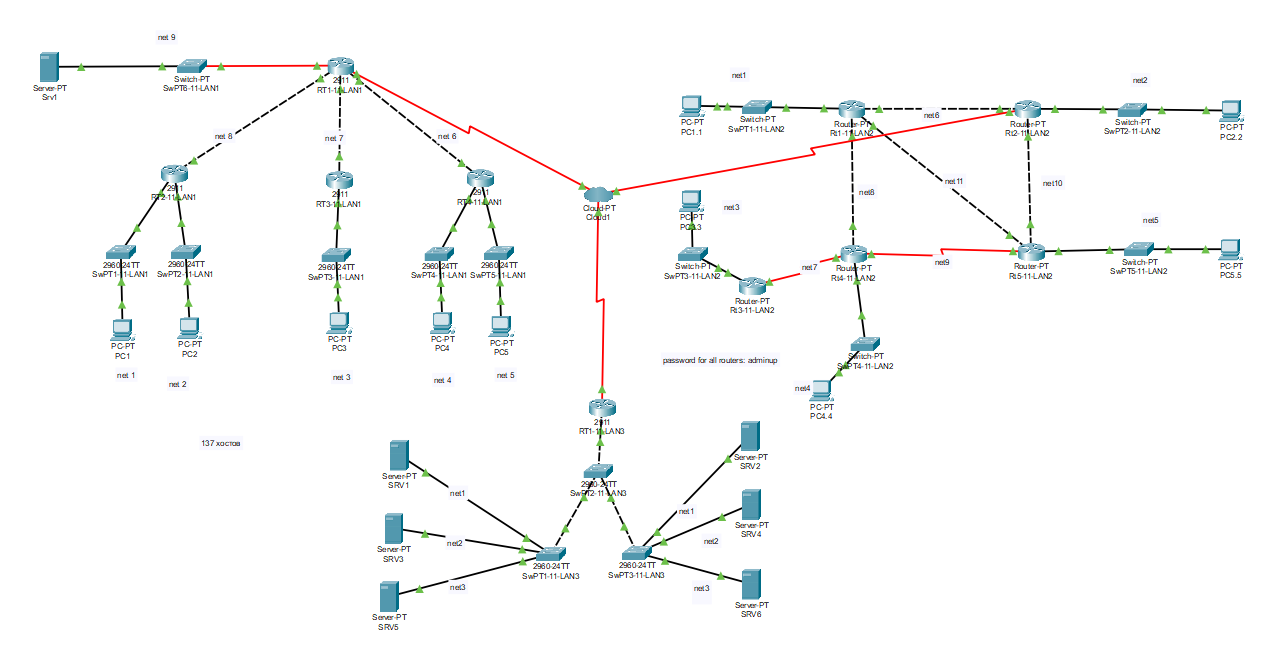 net 9
Server-PT
Srv1
Switch-PT
SwPT6-11-LAN1
2911
RT1-11-LAN1
net 8
net 7
net 6
2911
RT2-11-LAN1
2911
RT3-11-LAN1
2911
RT4-11-LAN1
2960-24TT
SwPT1-11-LAN1
2960-24TT
SwPT2-11-LAN1
2960-24TT
SwPT3-11-LAN1
2960-24TT
SwPT4-11-LAN1
2960-24TT
SwPT5-11-LAN1
PC-PT
PC1
PC-PT
PC2
PC-PT
PC3
PC-PT
PC4
PC-PT
PC5
net 1
net 2
net 3
net 4
net 5
137 хостов
Cloud-PT
Cloud1
net1
net2
PC-PT
PC1.1
Switch-PT
SwPT1-11-LAN2
Router-PT
Rt1-11-LAN2
net6
Router-PT
Rt2-11-LAN2
Switch-PT
SwPT2-11-LAN2
PC-PT
PC2.2
net11
net10
net8
net3
PC-PT
Switch-PT
SwPT3-11-LAN2
net7
Router-PT
Rt3-11-LAN2
Router-PT
Rt4-11-LAN2
net9
Router-PT
Rt5-11-LAN2
net5
Switch-PT
SwPT5-11-LAN2
PC-PT
PC5.5
Switch-PT
SwPT4-11-LAN2
password for all routers: adminup
net4
PC-PT
PC4.4
2911
RT1-11-LAN3
2960-24TT
SwPT2-11-LAN3
Server-PT
SRV1
net1
Server-PT
SRV3
net2
Server-PT
SRV5
net3
2960-24TT
SwPT1-11-LAN3
2960-24TT
SwPT3-11-LAN3
Server-PT
SRV2
net1
Server-PT
SRV4
net2
Server-PT
SRV6
net3